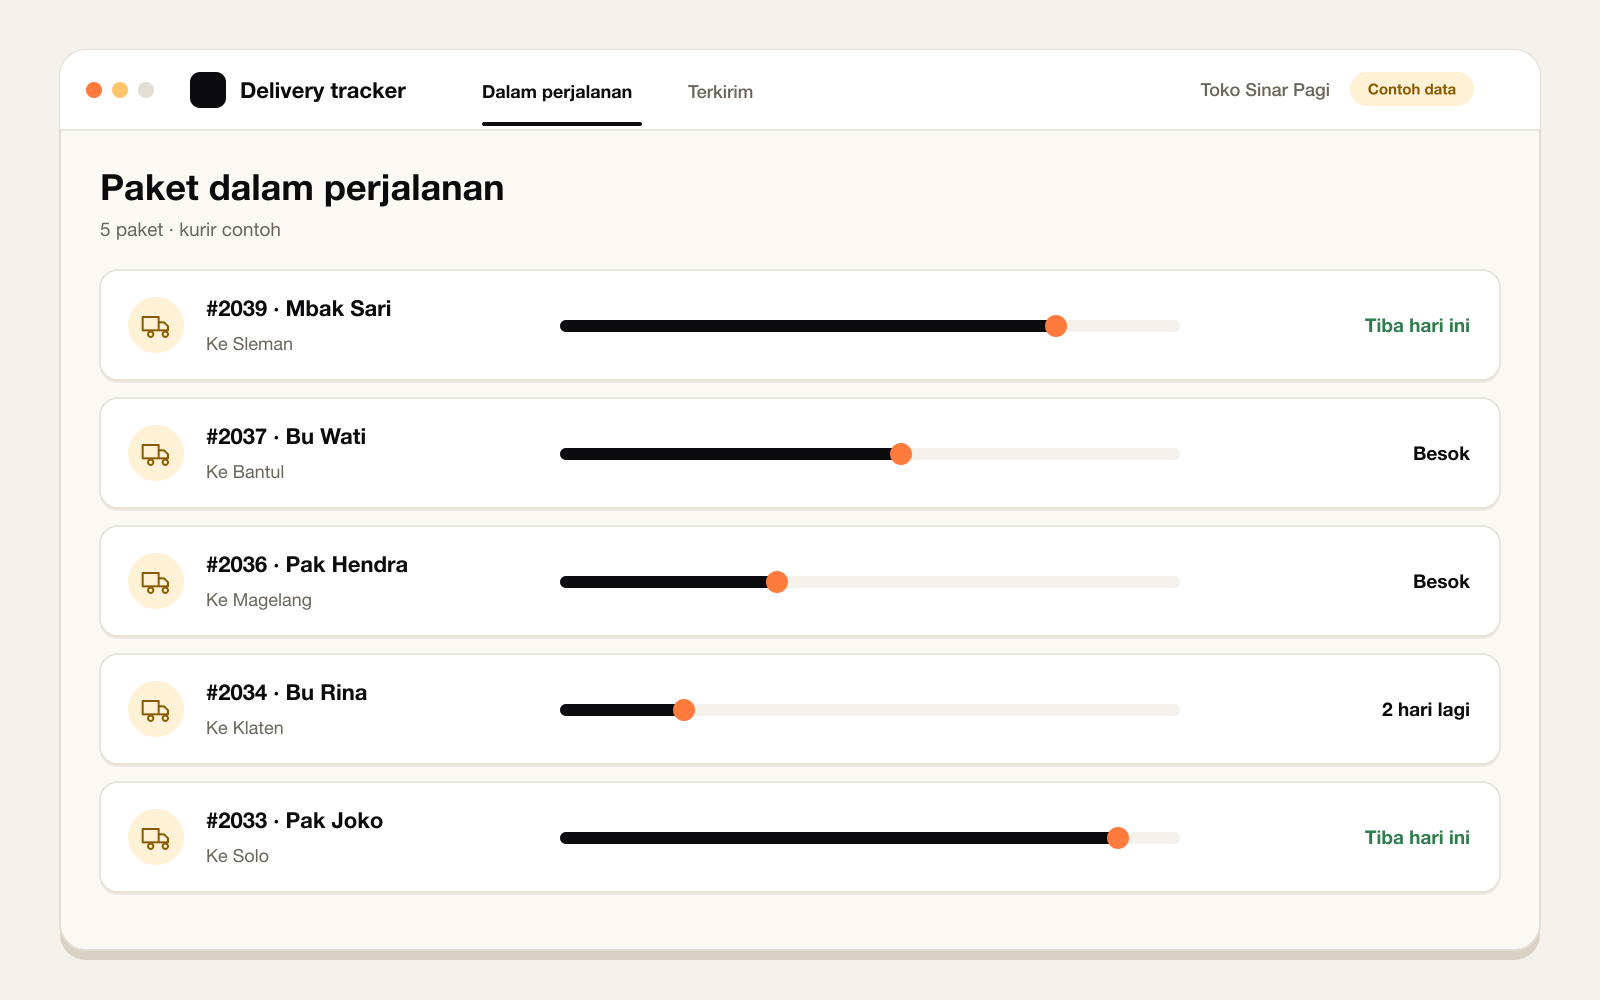 Delivery tracker
Dalam perjalanan
Terkirim
Toko Sinar Pagi
Contoh data
Paket dalam perjalanan
5 paket · kurir contoh
#2039 · Mbak Sari
Ke Sleman
Tiba hari ini
#2037 · Bu Wati
Ke Bantul
Besok
#2036 · Pak Hendra
Ke Magelang
Besok
#2034 · Bu Rina
Ke Klaten
2 hari lagi
#2033 · Pak Joko
Ke Solo
Tiba hari ini